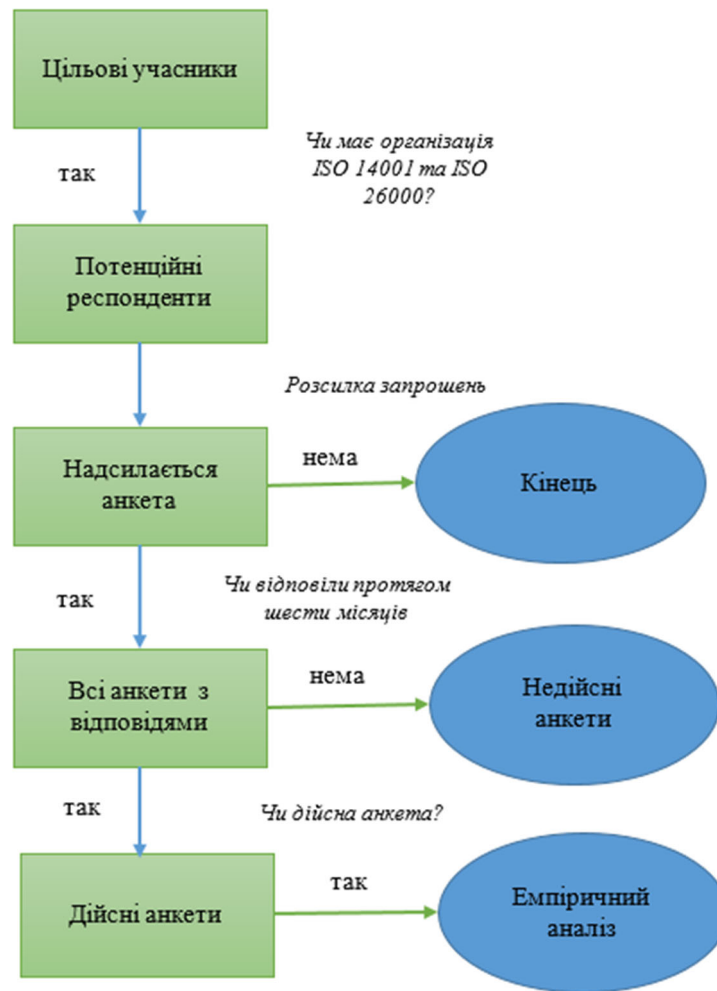 Цільові учасники
Чи має організація
ISO 14001 та ISO
26000?
так
Потенційні
респонденти
Розсилка запрошень
Надсилається
анкета
нема
Кінець
Чи відповіли протягом
шести місяців
так
Всі анкети з
відповідями
нема
Недійсні
анкети
так
Чи дійсна анкета?
Дійсні анкети
так
Емпіричний
аналіз